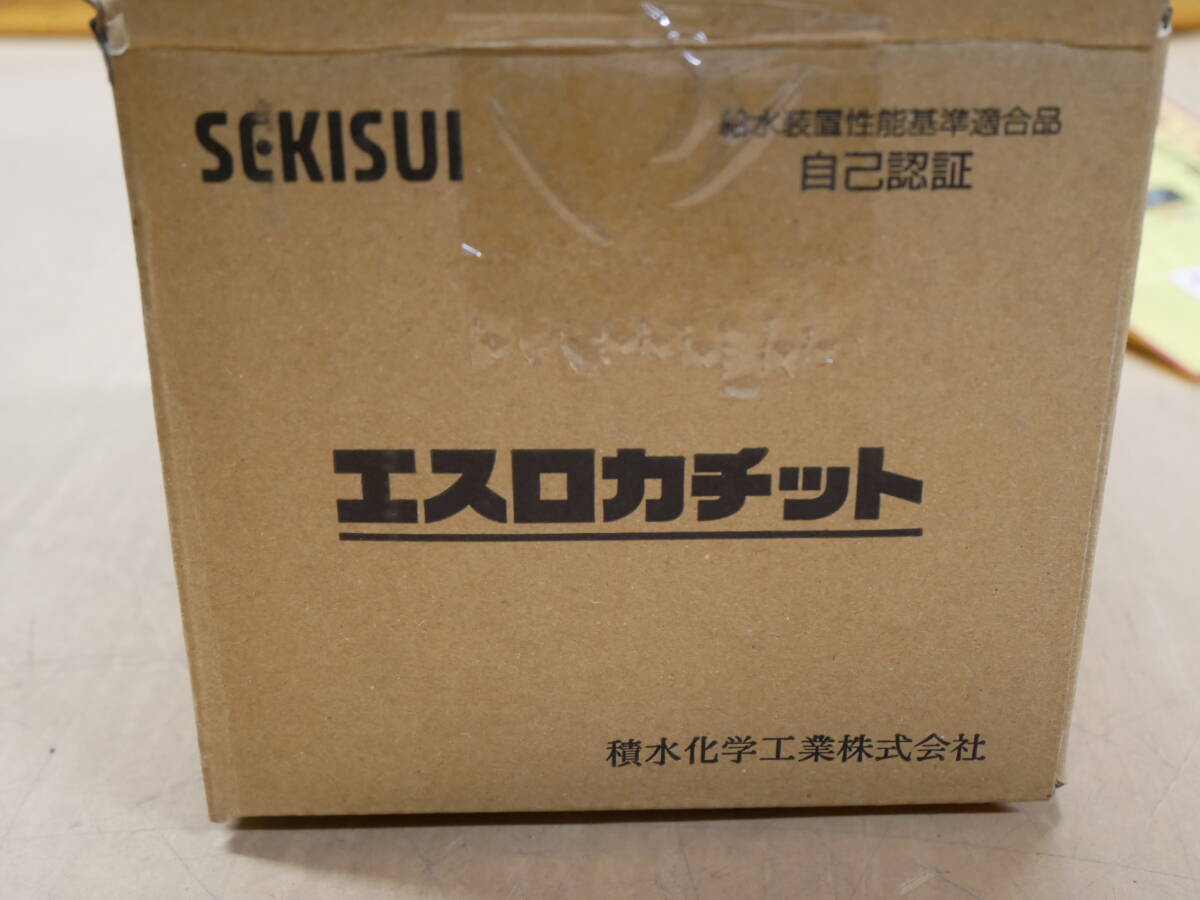 SEKISUI
給水装置性能基準適合品
自己認証
エスロカチット
積水化学工業株式会社